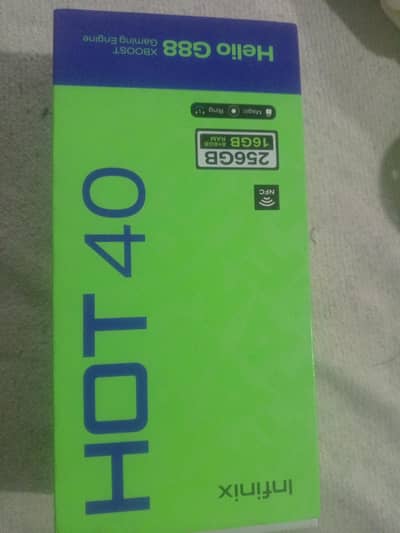 Infinix
HOT 40
NFC
256GB
16GB
8+8GB
RAM
Magic Ring
Helio G88
XBOOST
Gaming Engine